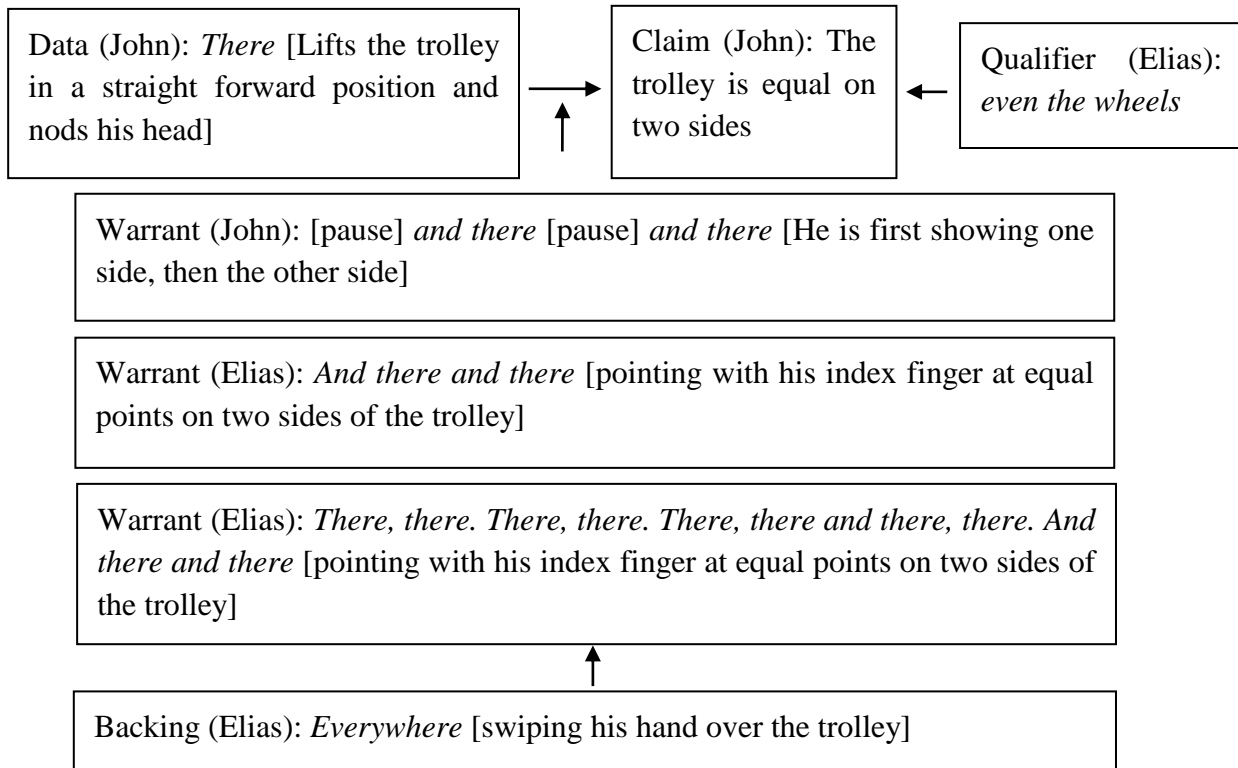 Data (John): There [Lifts the trolley
in a straight forward position and
nods his head]
Claim (John): The
trolley is equal on
two sides
Qualifier (Elias):
even the wheels
Warrant (John): [pause] and there [pause] and there [He is first showing one
side, then the other side]
Warrant (Elias): And there and there [pointing with his index finger at equal
points on two sides of the trolley]
Warrant (Elias): There, there. There, there. There, there and there, there. And
there and there [pointing with his index finger at equal points on two sides of
the trolley]
Backing (Elias): Everywhere [swiping his hand over the trolley]